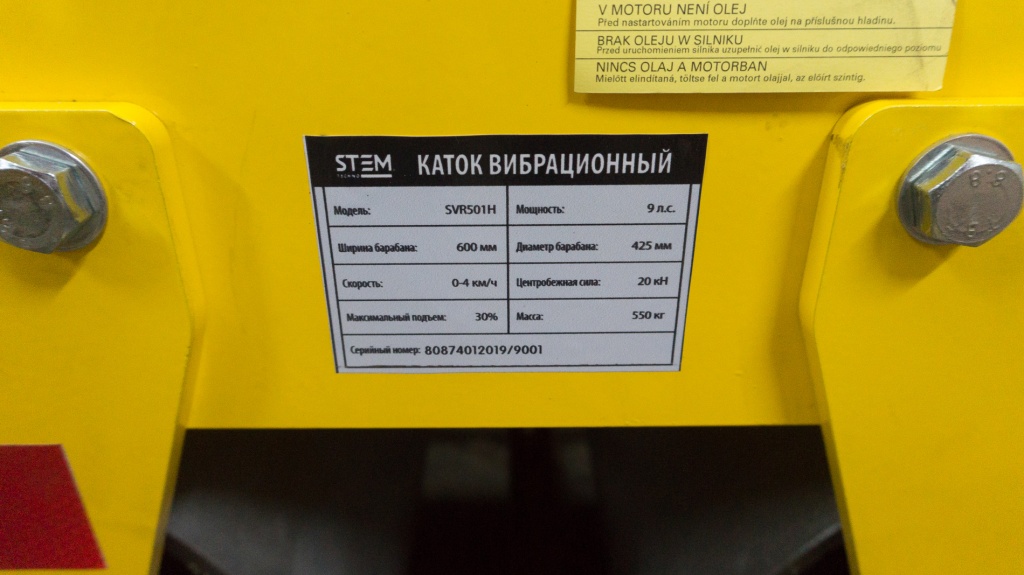 V MOTORU NENÍ OLEJ
Před nastartováním motoru doplňte olej na příslušnou hladinu.
BRAK OLEJU W SILNIKU
Przed uruchomieniem silnika uzupełnić olej w silniku do odpowiedniego poziomu
NINCS OLAJ A MOTORBAN
Mielött elindítaná, töltse fel a motort olajjal, az elöírt szintig.
STEM TECHNO КАТОК ВИБРАЦИОННЫЙ
Модель: SVR501H Мощность: 9 л.с.
Ширина барабана: 600 мм Диаметр барабана: 425 мм
Скорость: 0-4 км/ч Центробежная сила: 20 кН
Максимальный подъем: 30% Масса: 550 кг
Серийный номер: 80874012019/9001
8.8